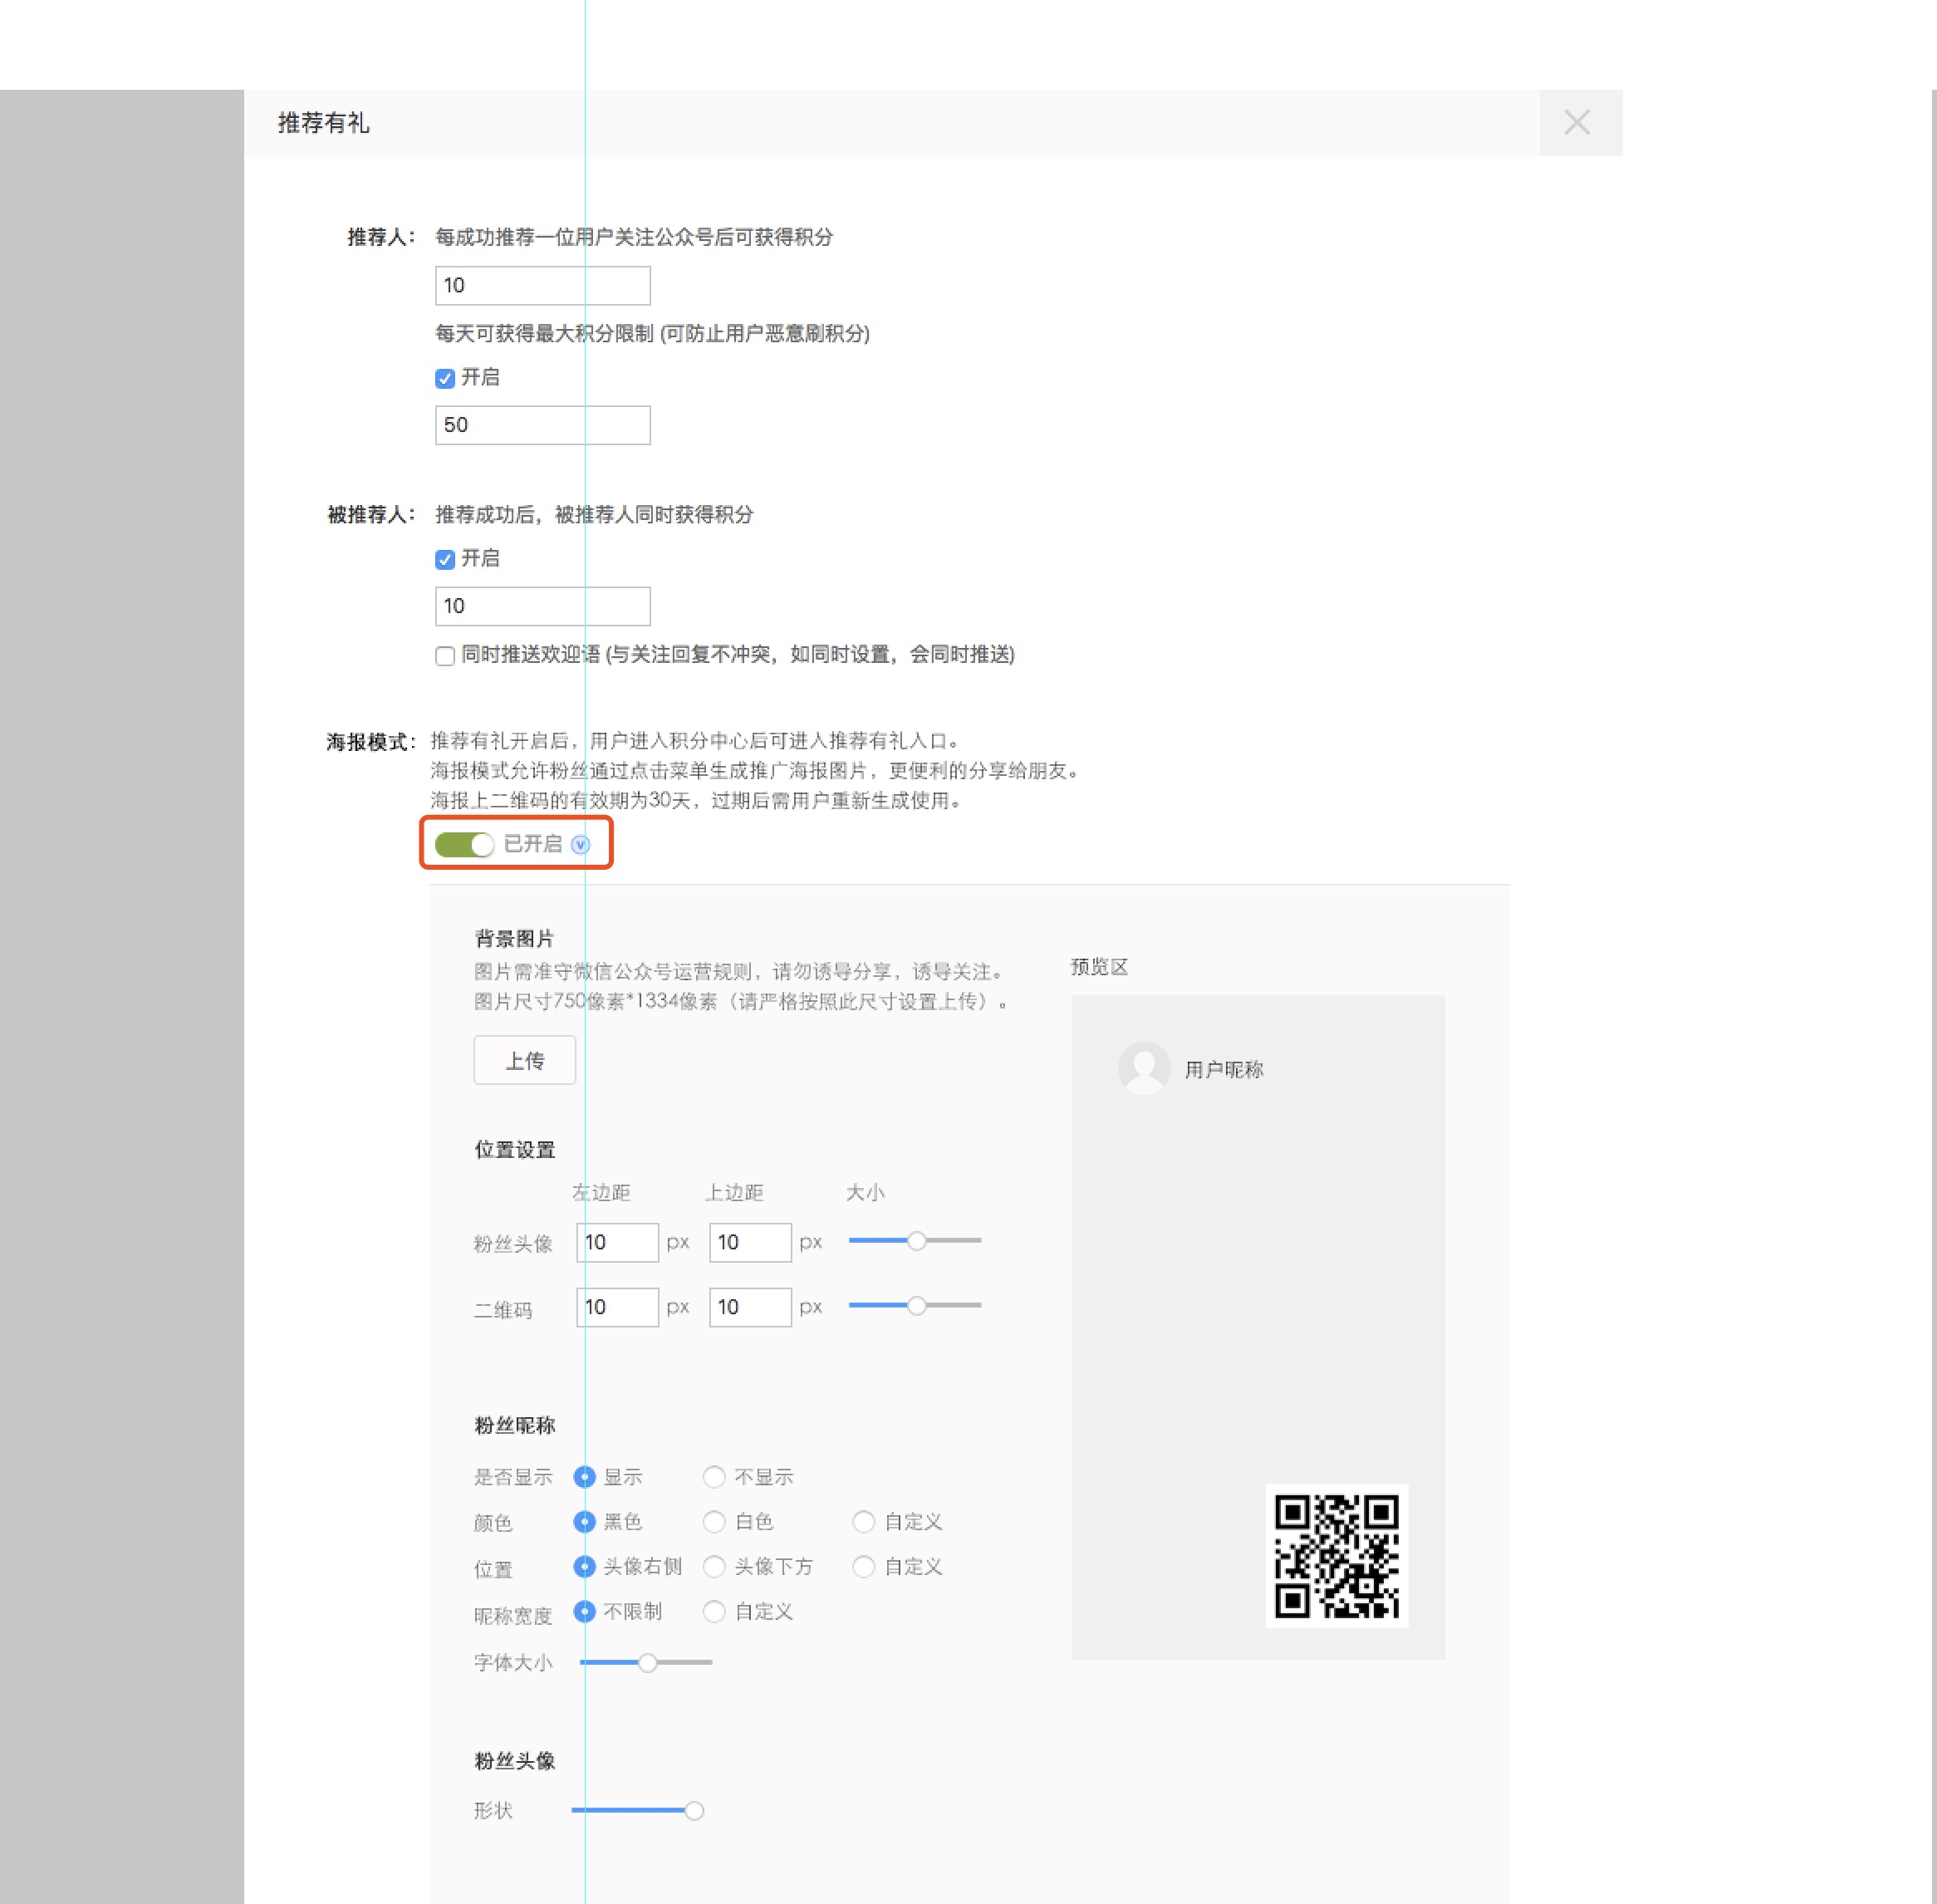 推荐有礼
推荐人： 每成功推荐一位用户关注公众号后可获得积分
10
每天可获得最大积分限制 (可防止用户恶意刷积分)
开启
50
被推荐人： 推荐成功后，被推荐人同时获得积分
开启
10
同时推送欢迎语 (与关注回复不冲突，如同时设置，会同时推送)
海报模式： 推荐有礼开启后，用户进入积分中心后可进入推荐有礼入口。
海报模式允许粉丝通过点击菜单生成推广海报图片，更便利的分享给朋友。
海报上二维码的有效期为30天，过期后需用户重新生成使用。
已开启 V
背景图片
图片需准守微信公众号运营规则，请勿诱导分享，诱导关注。
图片尺寸750像素*1334像素（请严格按照此尺寸设置上传）。
上传
预览区
用户昵称
位置设置
左边距 上边距 大小
粉丝头像 10 px 10 px
二维码 10 px 10 px
粉丝昵称
是否显示 显示 不显示
颜色 黑色 白色 自定义
位置 头像右侧 头像下方 自定义
昵称宽度 不限制 自定义
字体大小
粉丝头像
形状